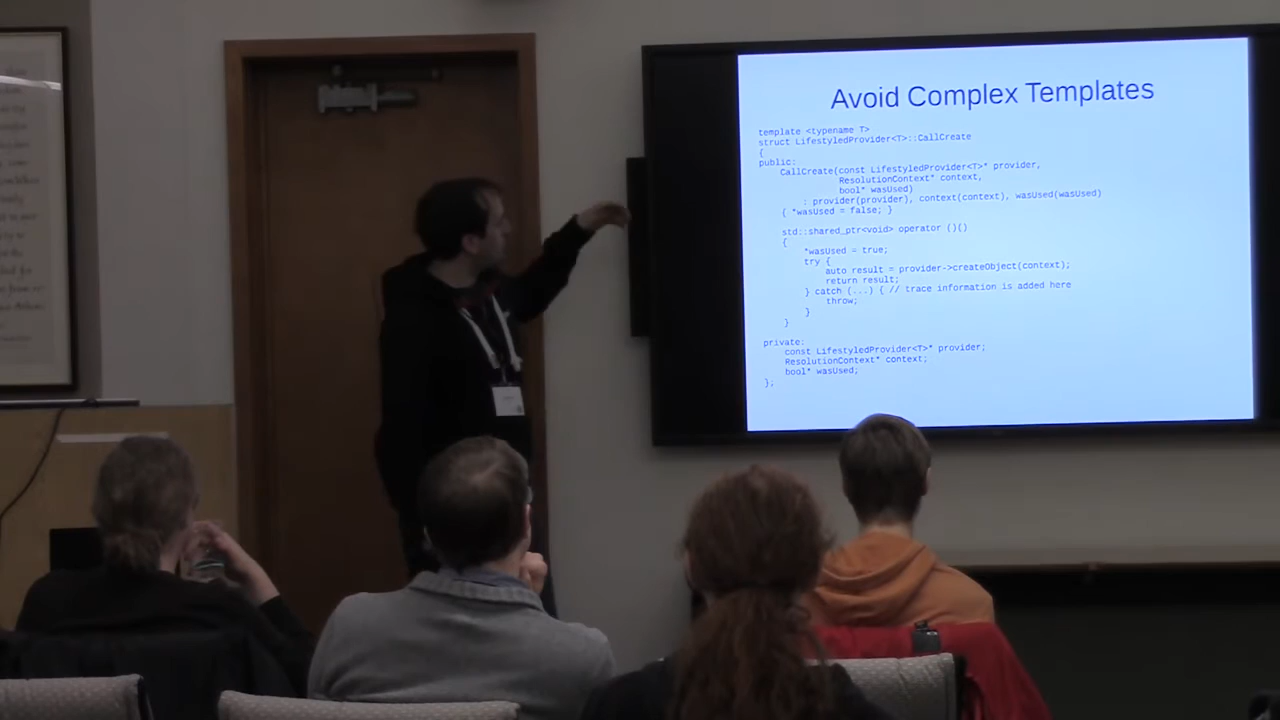 Avoid Complex Templates
template <typename T>
struct LifestyledProvider<T>::CallCreate
{
public:
CallCreate(const LifestyledProvider<T>* provider,
ResolutionContext* context,
bool* wasUsed)
: provider(provider), context(context), wasUsed(wasUsed)
{ *wasUsed = false; }
std::shared_ptr<void> operator ()()
{
*wasUsed = true;
try {
auto result = provider->createObject(context);
return result;
} catch (...) { // trace information is added here
throw;
}
}
private:
const LifestyledProvider<T>* provider;
ResolutionContext* context;
bool* wasUsed;
};